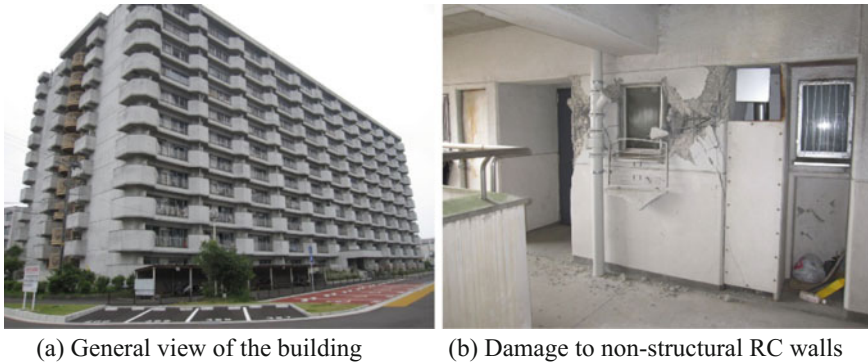 (a) General view of the building
(b) Damage to non-structural RC walls